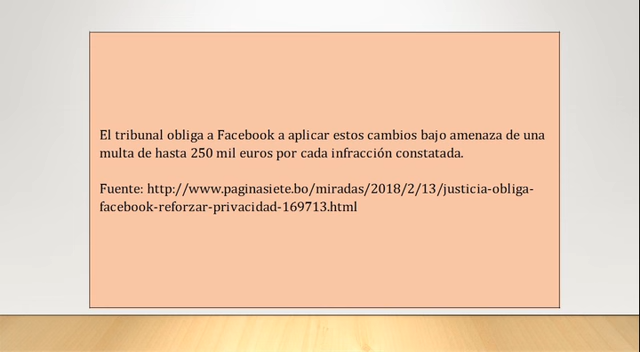 El tribunal obliga a Facebook a aplicar estos cambios bajo amenaza de una
multa de hasta 250 mil euros por cada infracción constatada.
Fuente: http://www.paginasiete.bo/miradas/2018/2/13/justicia-obliga-
facebook-reforzar-privacidad-169713.html